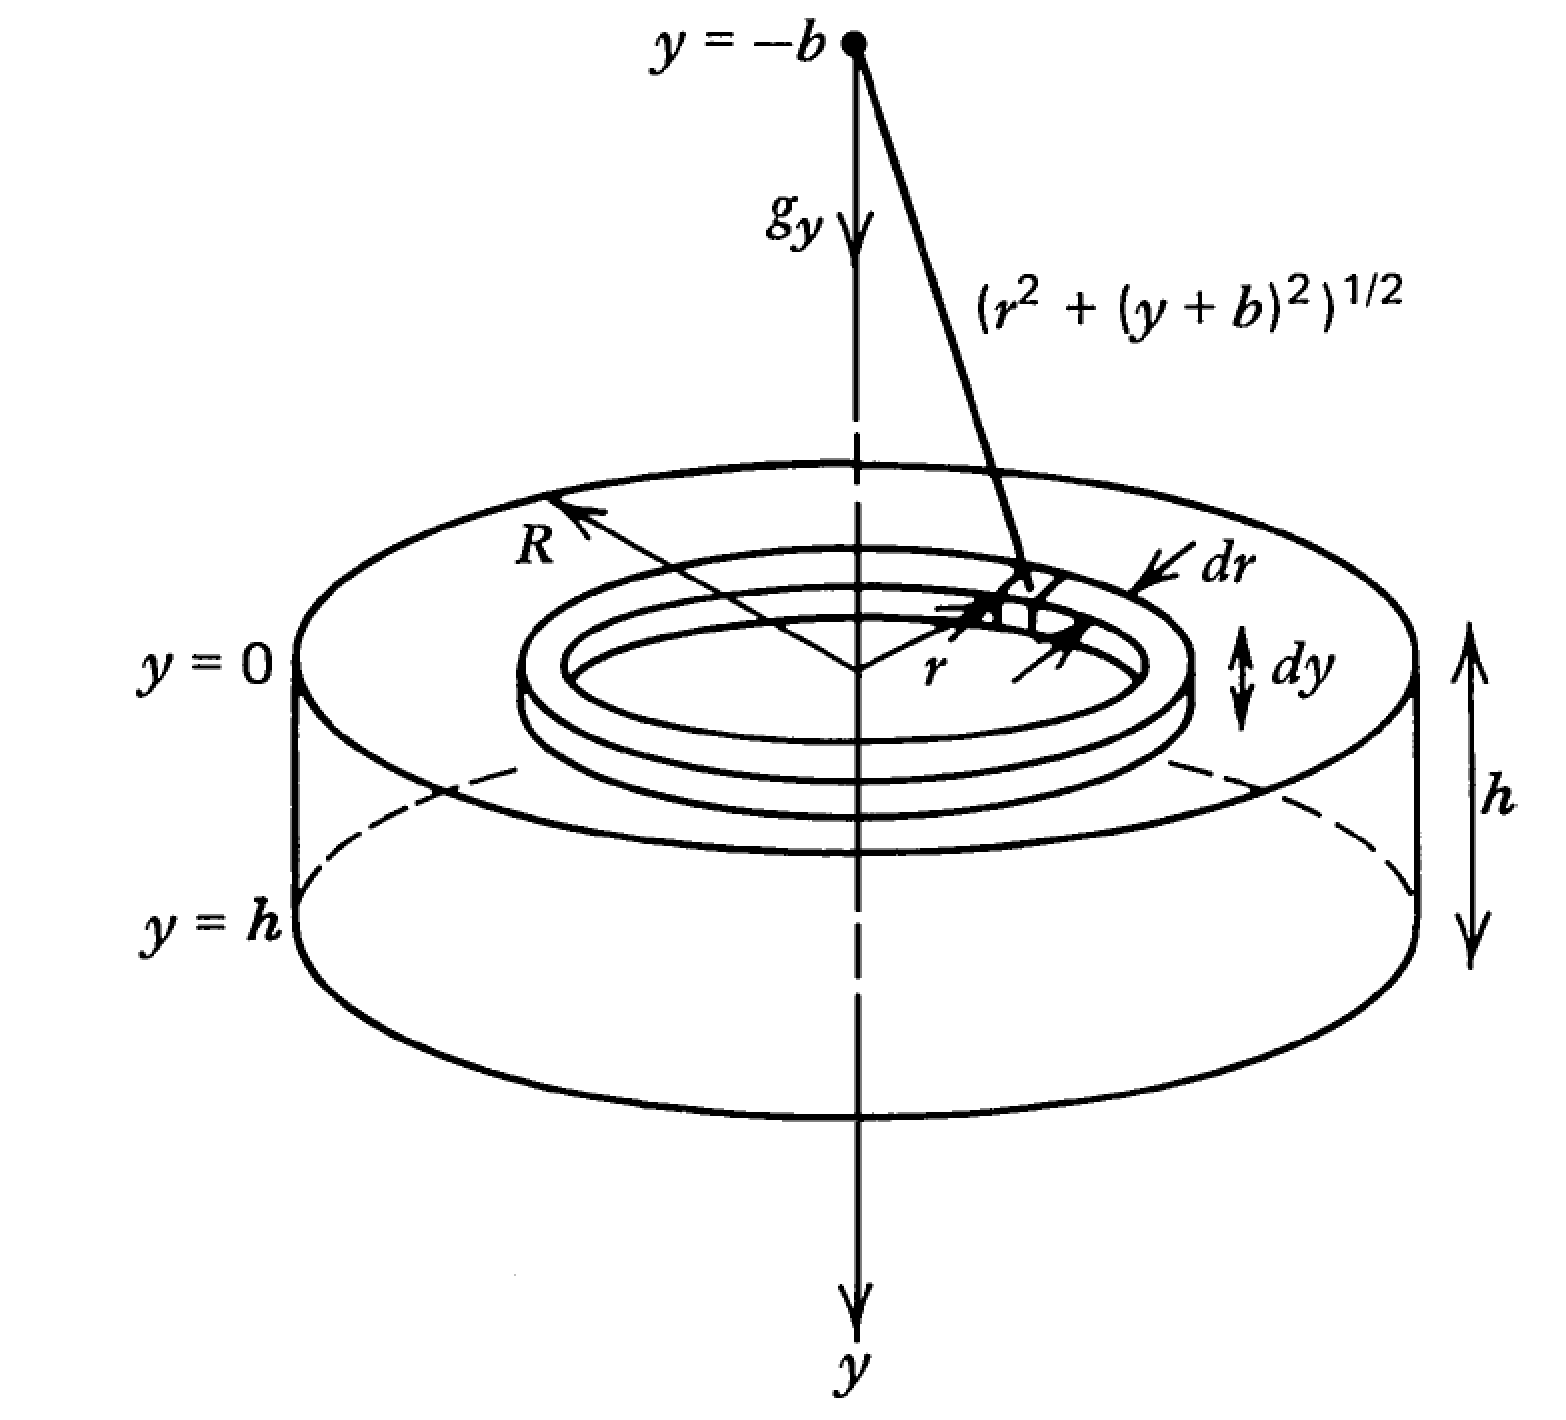 y = −b
g_y
(r² + (y + b)²)^{1/2}
R
dr
r
y = 0
dy
h
y = h
y